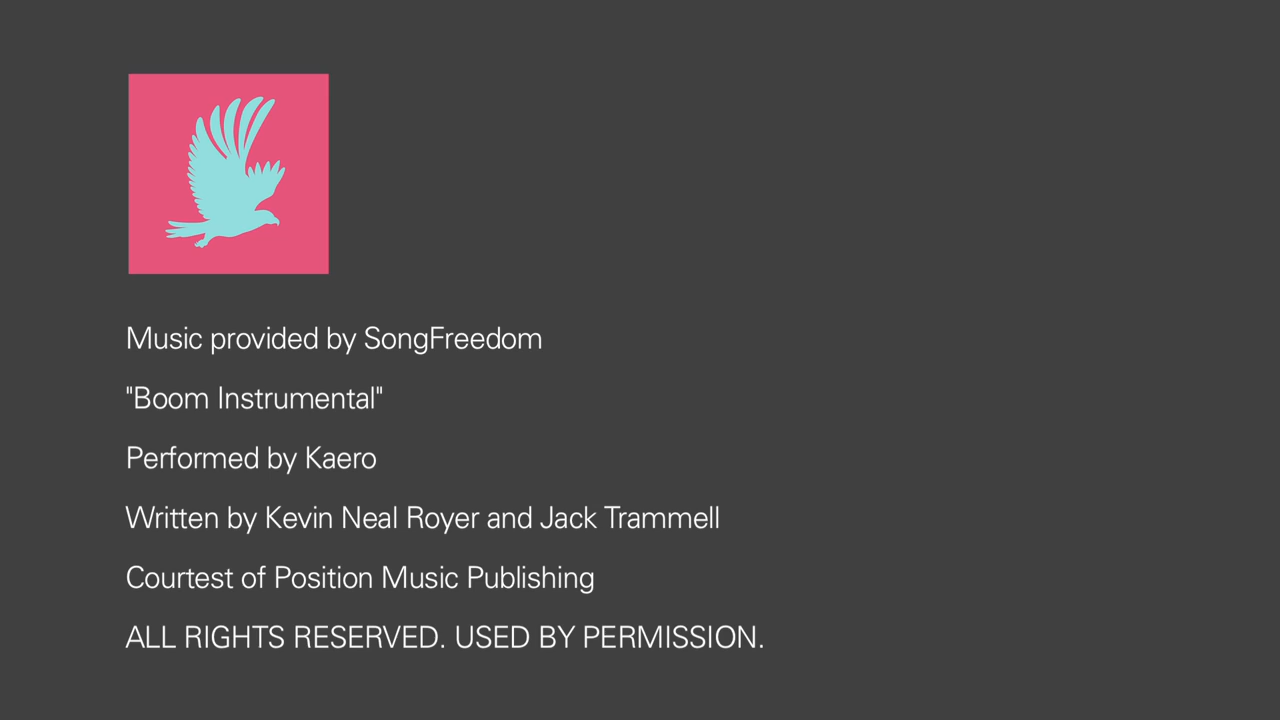 Music provided by SongFreedom
"Boom Instrumental"
Performed by Kaero
Written by Kevin Neal Royer and Jack Trammell
Courtest of Position Music Publishing
ALL RIGHTS RESERVED. USED BY PERMISSION.